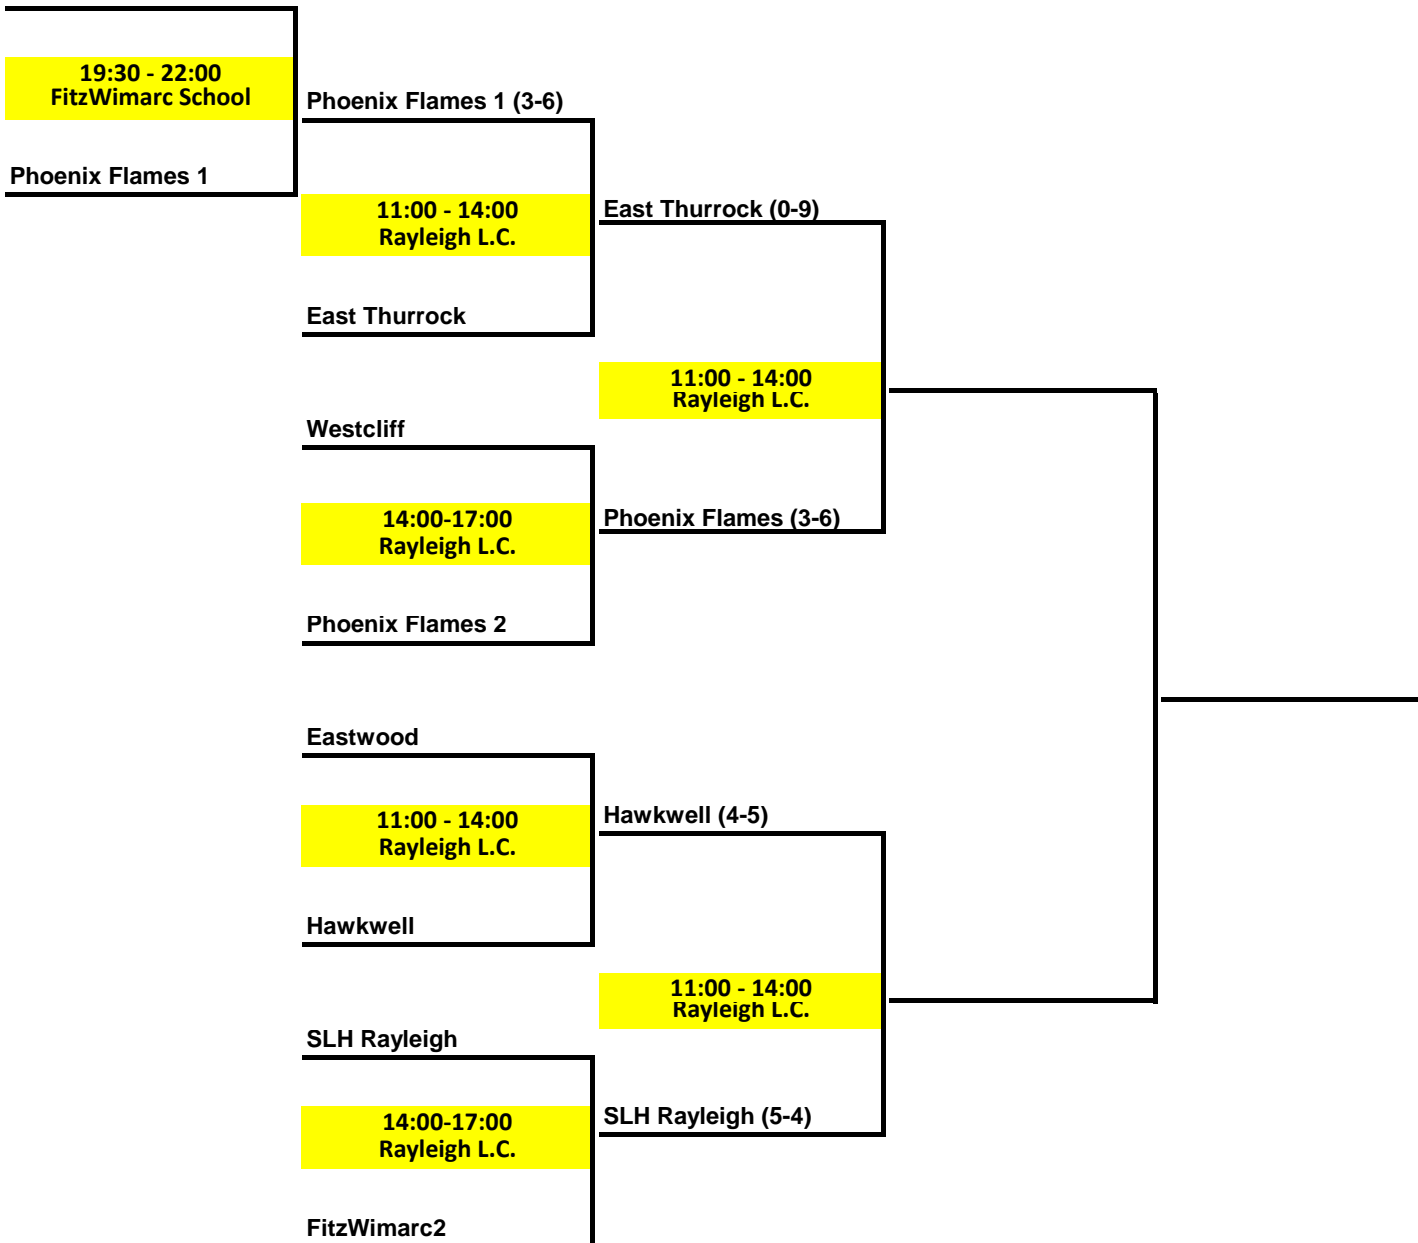 19:30 - 22:00
FitzWimarc School
Phoenix Flames 1 (3-6)
Phoenix Flames 1
11:00 - 14:00
Rayleigh L.C.
East Thurrock (0-9)
East Thurrock
11:00 - 14:00
Rayleigh L.C.
Westcliff
14:00-17:00
Rayleigh L.C.
Phoenix Flames (3-6)
Phoenix Flames 2
Eastwood
11:00 - 14:00
Rayleigh L.C.
Hawkwell (4-5)
Hawkwell
11:00 - 14:00
Rayleigh L.C.
SLH Rayleigh
14:00-17:00
Rayleigh L.C.
SLH Rayleigh (5-4)
FitzWimarc2